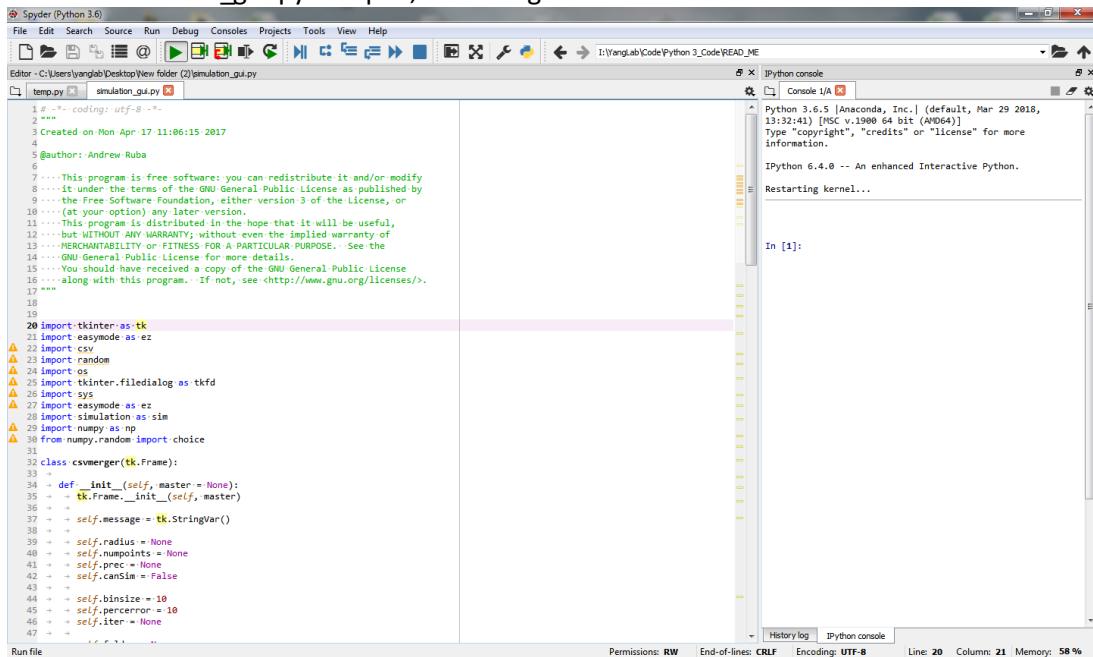 Spyder (Python 3.6)
File Edit Search Source Run Debug Consoles Projects Tools View Help
I:\YangLab\Code\Python 3_Code\READ_ME
Editor - C:\Users\yanglab\Desktop\New folder (2)\simulation_gui.py
temp.py simulation_gui.py
1 # -*- coding: utf-8 -*-
2 """
3 Created on Mon Apr 17 11:06:15 2017
4
5 @author: Andrew Ruba
6
7 This program is free software: you can redistribute it and/or modify
8 it under the terms of the GNU General Public License as published by
9 the Free Software Foundation, either version 3 of the License, or
10 (at your option) any later version.
11 This program is distributed in the hope that it will be useful,
12 but WITHOUT ANY WARRANTY; without even the implied warranty of
13 MERCHANTABILITY or FITNESS FOR A PARTICULAR PURPOSE. See the
14 GNU General Public License for more details.
15 You should have received a copy of the GNU General Public License
16 along with this program. If not, see <http://www.gnu.org/licenses/>.
17 """
18
19
20 import tkinter as tk
21 import easymode as ez
22 import csv
23 import random
24 import os
25 import tkinter.filedialog as tkfd
26 import sys
27 import easymode as ez
28 import simulation as sim
29 import numpy as np
30 from numpy.random import choice
31
32 class csvmerger(tk.Frame):
33
34 def __init__(self, master = None):
35 tk.Frame.__init__(self, master)
36
37 self.message = tk.StringVar()
38
39 self.radius = None
40 self.numpoints = None
41 self.prec = None
42 self.canSim = False
43
44 self.binsize = 10
45 self.percerror = 10
46 self.iter = None
47
IPython console
Console 1/A
Python 3.6.5 |Anaconda, Inc.| (default, Mar 29 2018,
13:32:41) [MSC v.1900 64 bit (AMD64)]
Type "copyright", "credits" or "license" for more
information.
IPython 6.4.0 -- An enhanced Interactive Python.
Restarting kernel...
In [1]:
History log IPython console
Run file Permissions: RW End-of-lines: CRLF Encoding: UTF-8 Line: 20 Column: 21 Memory: 58 %